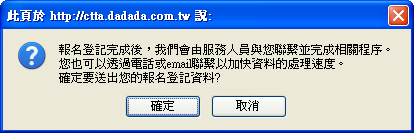 此頁於 http://ctta.dadada.com.tw 說:
報名登記完成後，我們會由服務人員與您聯繫並完成相關程序。
您也可以透過電話或email聯繫以加快資料的處理速度。
確定要送出您的報名登記資料?
確定
取消